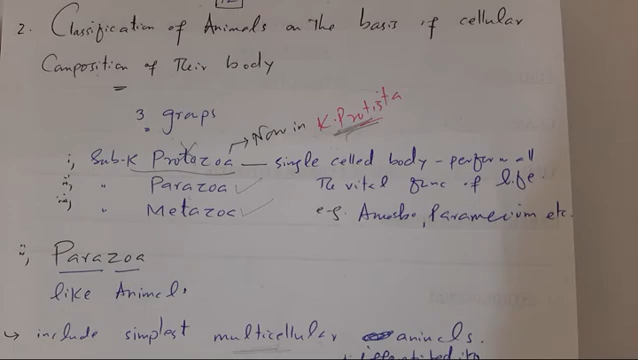 2. Classification of Animals on the basis of cellular
Composition of Their body
3 groups
→ Now in K.Protista
i, Sub-K Protozoa — single celled body - perform all
ii, " Parazoa ✓ The vital func of life.
iii, " Metazoa ✓ e-g. Amoeba, Paramecium etc.
ii, Parazoa
like Animals
↪ include simplest multicellular animals.